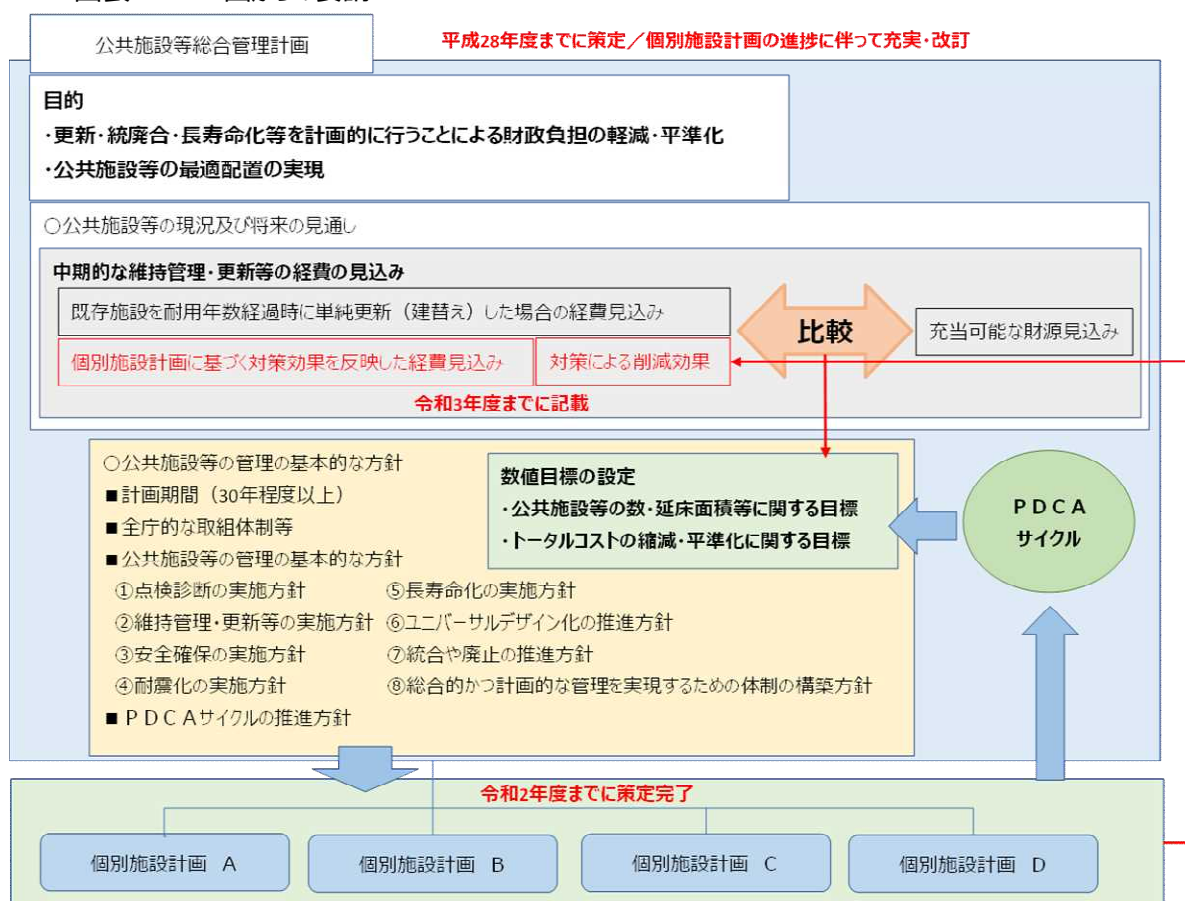 公共施設等総合管理計画
平成28年度までに策定／個別施設計画の進捗に伴って充実・改訂
目的
・更新・統廃合・長寿命化等を計画的に行うことによる財政負担の軽減・平準化
・公共施設等の最適配置の実現
○公共施設等の現況及び将来の見通し
中期的な維持管理・更新等の経費の見込み
既存施設を耐用年数経過時に単純更新（建替え）した場合の経費見込み
個別施設計画に基づく対策効果を反映した経費見込み
対策による削減効果
比較
充当可能な財源見込み
令和3年度までに記載
○公共施設等の管理の基本的な方針
■計画期間（30年程度以上）
■全庁的な取組体制等
■公共施設等の管理の基本的な方針
①点検診断の実施方針
②維持管理・更新等の実施方針
③安全確保の実施方針
④耐震化の実施方針
⑤長寿命化の実施方針
⑥ユニバーサルデザイン化の推進方針
⑦統合や廃止の推進方針
⑧総合的かつ計画的な管理を実現するための体制の構築方針
■ＰＤＣＡサイクルの推進方針
数値目標の設定
・公共施設等の数・延床面積等に関する目標
・トータルコストの縮減・平準化に関する目標
ＰＤＣＡ
サイクル
令和2年度までに策定完了
個別施設計画　A
個別施設計画　B
個別施設計画　C
個別施設計画　D